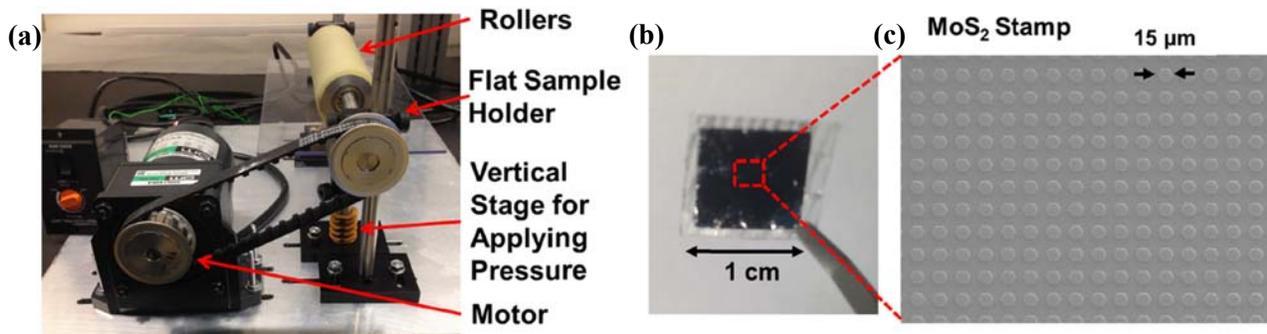 (a)
Rollers
Flat Sample
Holder
Vertical
Stage for
Applying
Pressure
Motor
(b)
1 cm
(c)
MoS₂ Stamp
15 μm